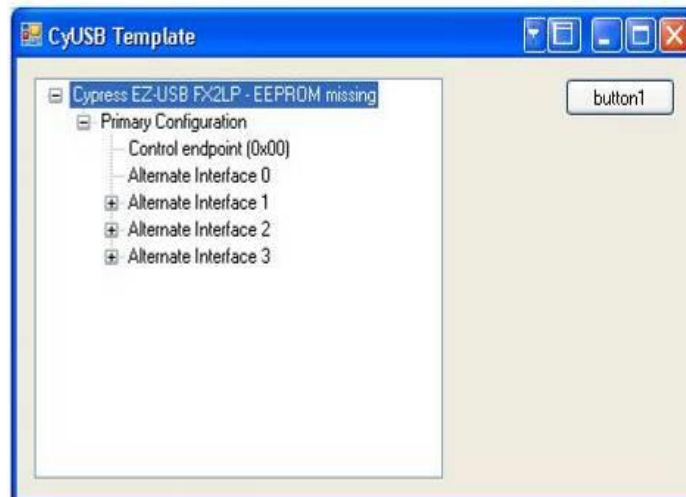 CyUSB Template
Cypress EZ-USB FX2LP - EEPROM missing
button1
Primary Configuration
Control endpoint (0x00)
Alternate Interface 0
Alternate Interface 1
Alternate Interface 2
Alternate Interface 3